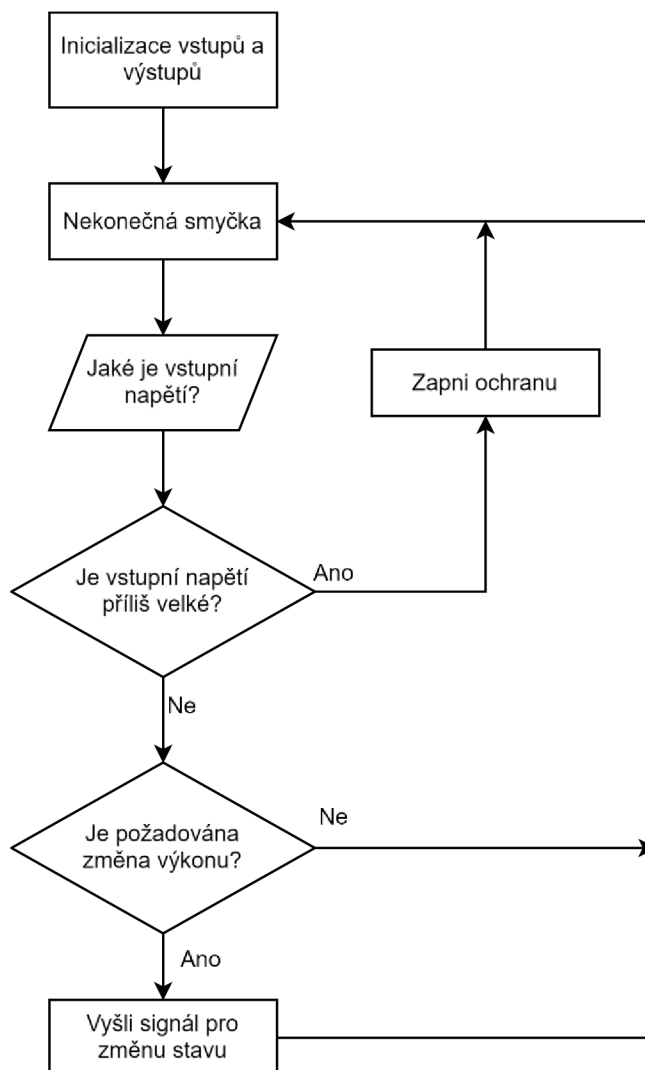 Inicializace vstupů a
výstupů
Nekonečná smyčka
Jaké je vstupní
napětí?
Zapni ochranu
Je vstupní napětí
příliš velké?
Ano
Ne
Je požadována
změna výkonu?
Ne
Ano
Vyšli signál pro
změnu stavu